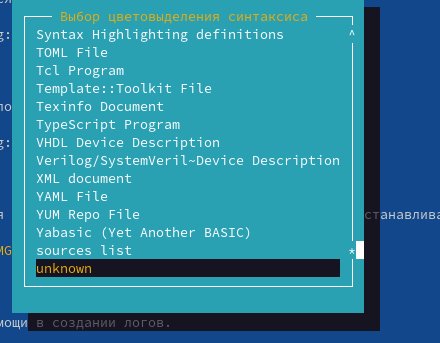 Выбор цветовыделения синтаксиса
Syntax Highlighting definitions
TOML File
Tcl Program
Template::Toolkit File
Texinfo Document
TypeScript Program
VHDL Device Description
Verilog/SystemVeril~Device Description
XML document
YAML File
YUM Repo File
Yabasic (Yet Another BASIC)
sources list
unknown
g:
g:
я
станавлива
MG
мощи в создании логов.